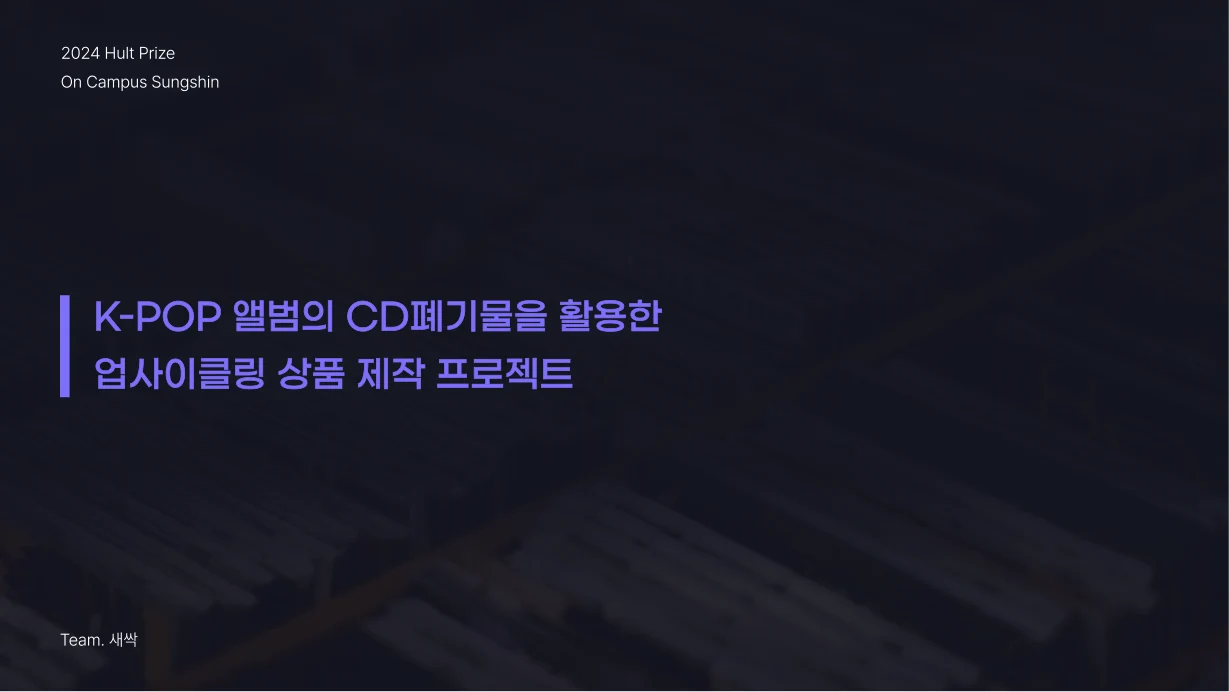 2024 Hult Prize
On Campus Sungshin
K-POP 앨범의 CD폐기물을 활용한
업사이클링 상품 제작 프로젝트
Team. 새싹